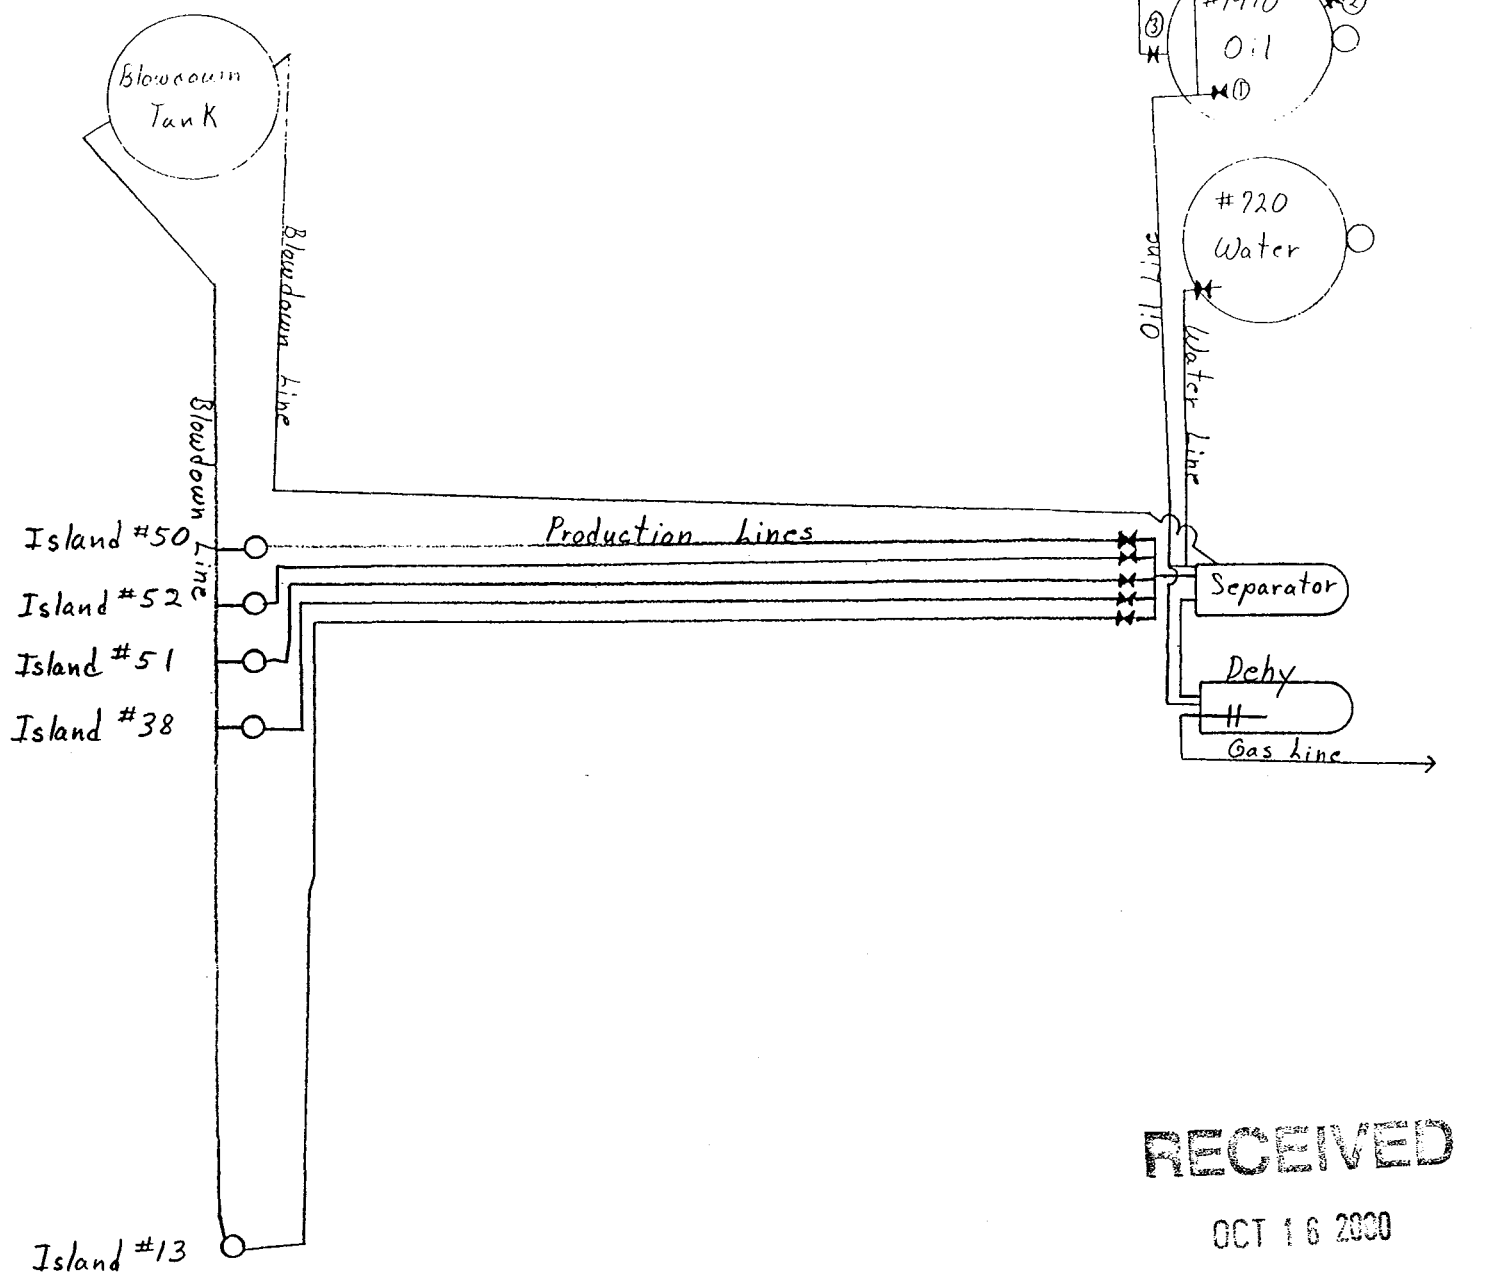 Blowdown
Tank
③
②
Oil
①
#720
Water
Blowdown Line
Oil Line
Water Line
Blowdown Line
Island #50
Production Lines
Island #52
Separator
Island #51
Dehy
Island #38
Gas Line
RECEIVED
OCT 16 2000
Island #13